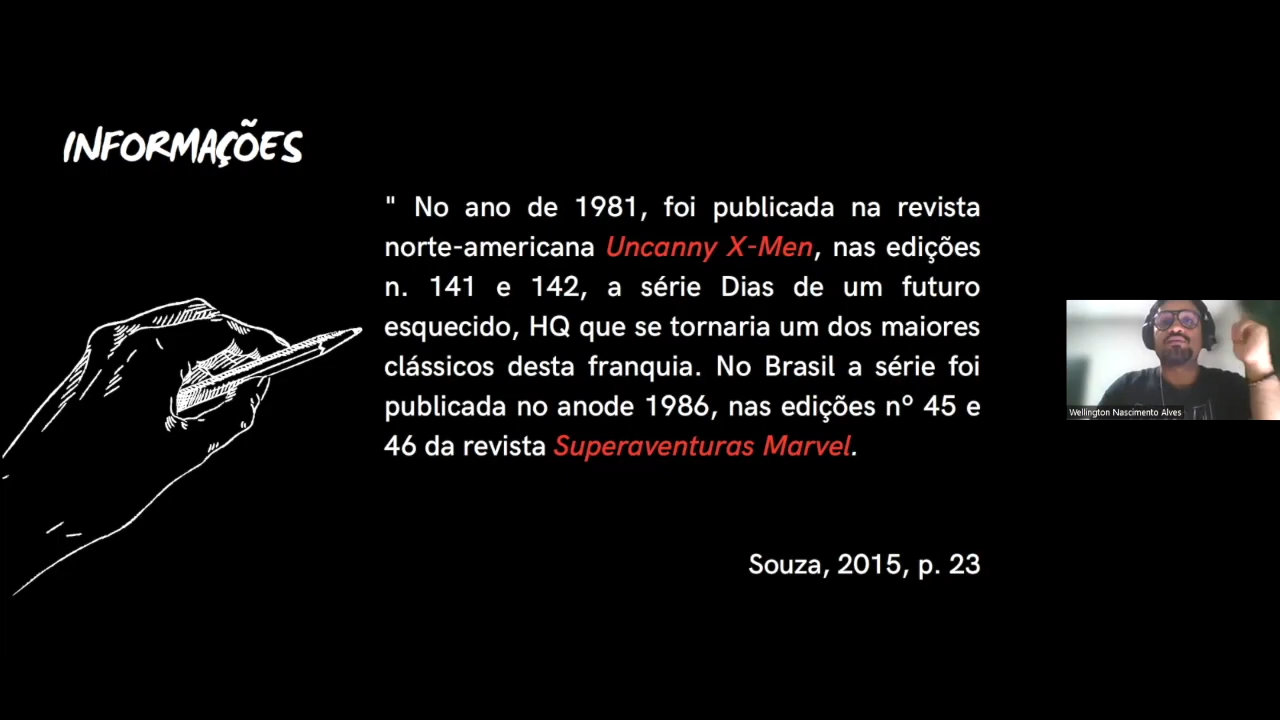 INFORMAÇÕES
" No ano de 1981, foi publicada na revista
norte-americana Uncanny X-Men, nas edições
n. 141 e 142, a série Dias de um futuro
esquecido, HQ que se tornaria um dos maiores
clássicos desta franquia. No Brasil a série foi
publicada no anode 1986, nas edições nº 45 e
46 da revista Superaventuras Marvel.
Souza, 2015, p. 23
Wellington Nascimento Alves